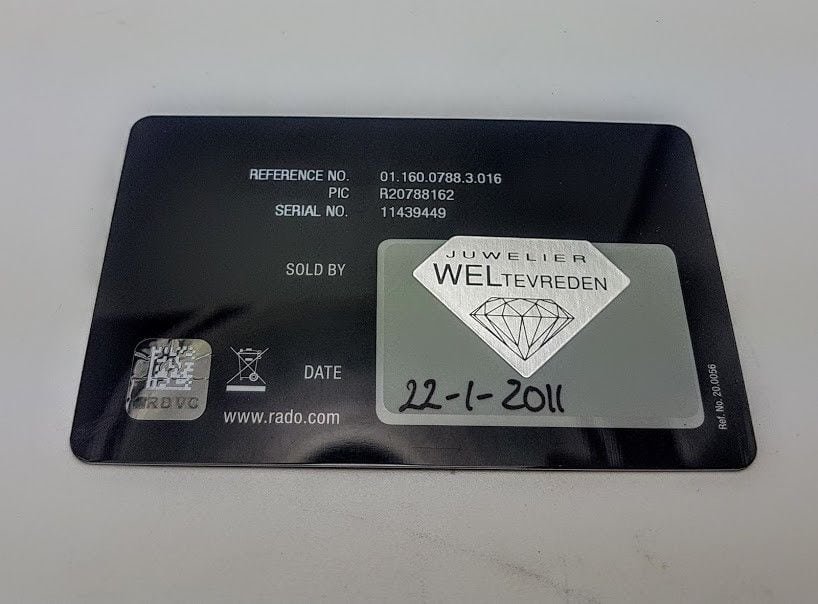 REFERENCE NO. 01.160.0788.3.016
PIC R20788162
SERIAL NO. 11439449
SOLD BY
JUWELIER
WELTEVREDEN
DATE
22-1-2011
RDVC
www.rado.com
Ref. No. 20.0056